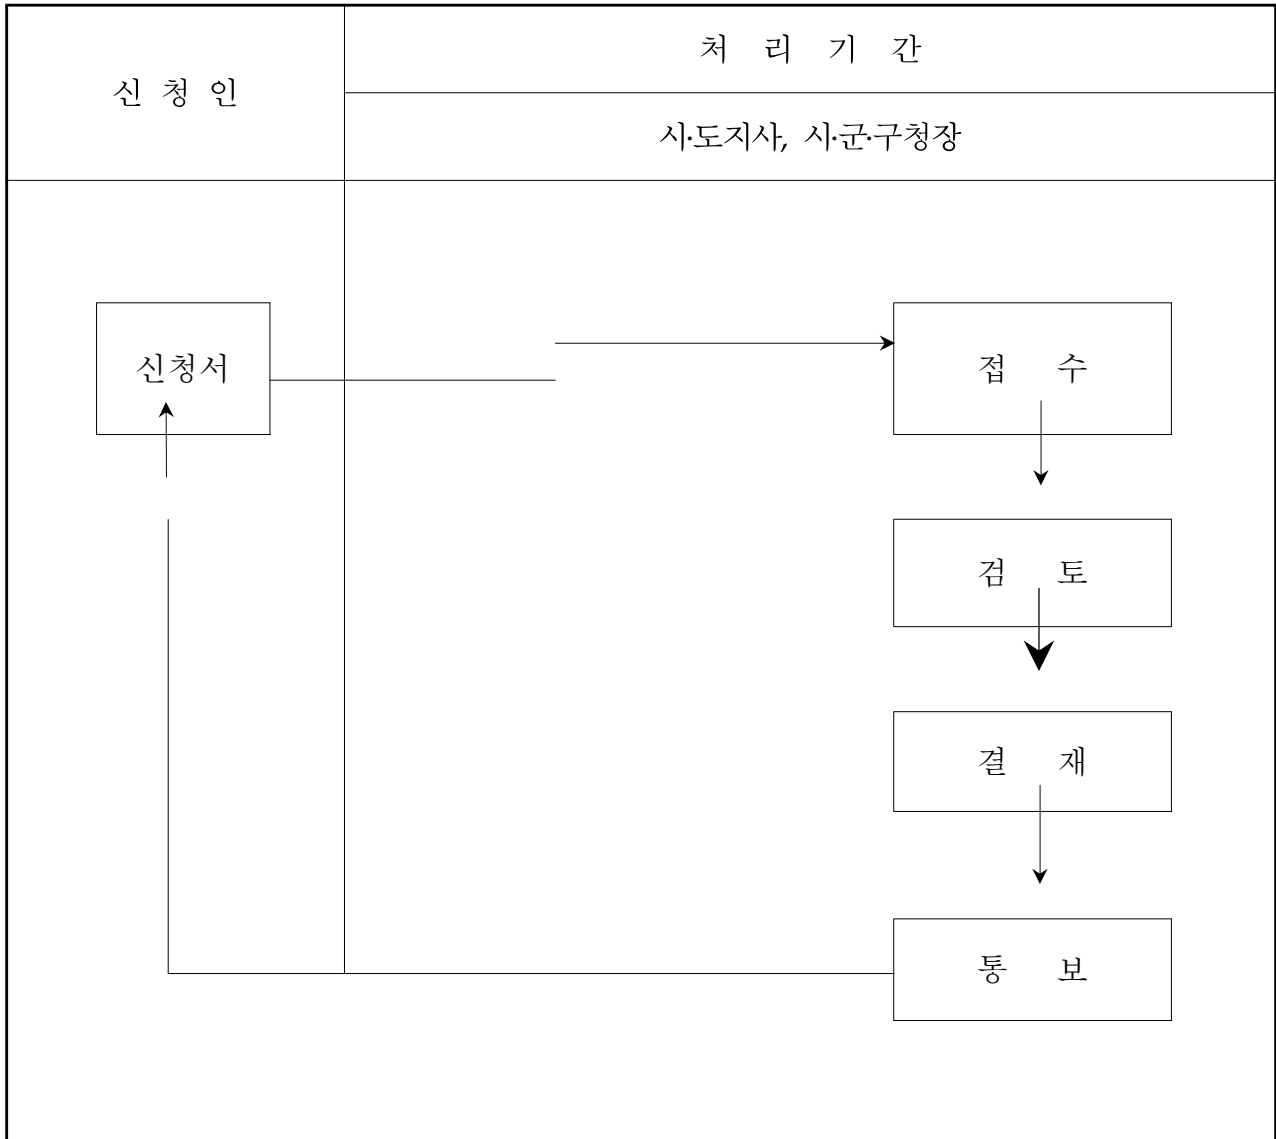 신 청 인
처 리 기 간
시·도지사, 시·군·구청장
신청서
접 수
검 토
결 재
통 보